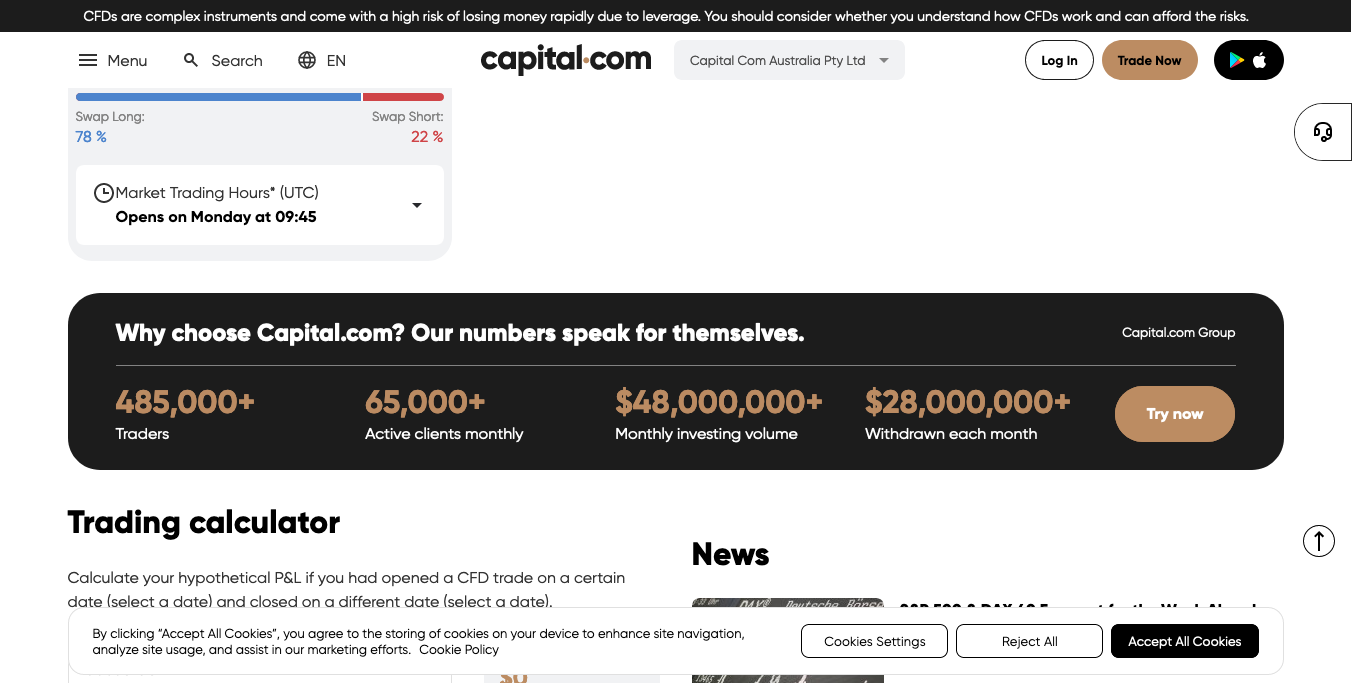 CFDs are complex instruments and come with a high risk of losing money rapidly due to leverage. You should consider whether you understand how CFDs work and can afford the risks.
Menu
Search
EN
capital.com
Capital Com Australia Pty Ltd
Log In
Trade Now
Swap Long:
Swap Short:
78 %
22 %
Market Trading Hours* (UTC)
Opens on Monday at 09:45
Why choose Capital.com? Our numbers speak for themselves.
Capital.com Group
485,000+
Traders
65,000+
Active clients monthly
$48,000,000+
Monthly investing volume
$28,000,000+
Withdrawn each month
Try now
Trading calculator
Calculate your hypothetical P&L if you had opened a CFD trade on a certain
date (select a date) and closed on a different date (select a date).
News
DAX® Deutsche Börse
By clicking “Accept All Cookies”, you agree to the storing of cookies on your device to enhance site navigation,
analyze site usage, and assist in our marketing efforts. Cookie Policy
Cookies Settings
Reject All
Accept All Cookies
$0